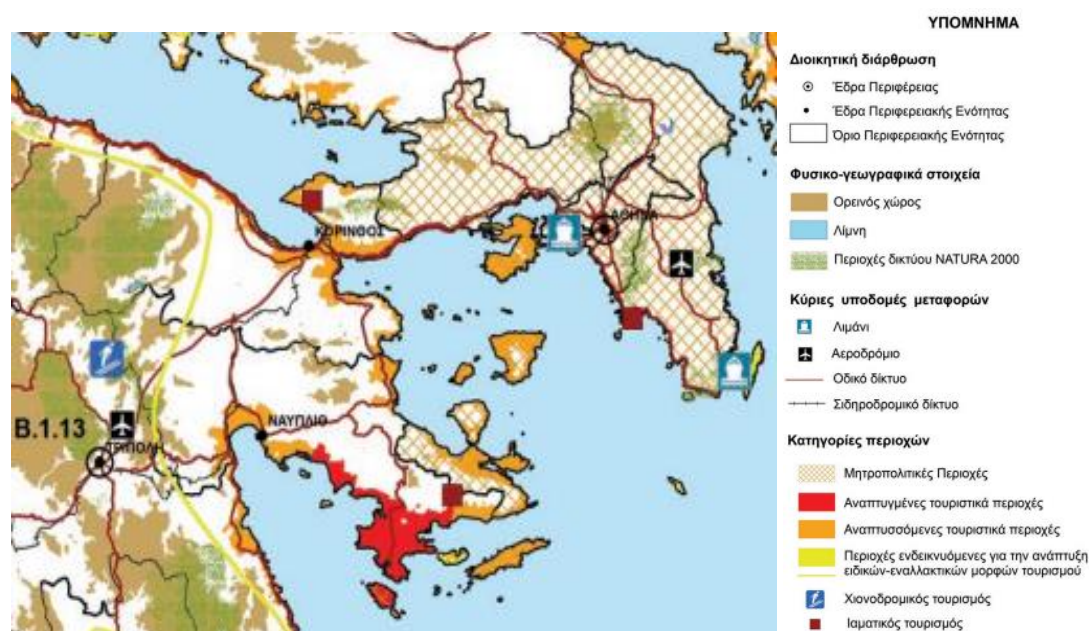 ΥΠΟΜΝΗΜΑ
Διοικητική διάρθρωση
Έδρα Περιφέρειας
Έδρα Περιφερειακής Ενότητας
Όριο Περιφερειακής Ενότητας
Φυσικο-γεωγραφικά στοιχεία
Ορεινός χώρος
Λίμνη
Περιοχές δικτύου NATURA 2000
Κύριες υποδομές μεταφορών
Λιμάνι
Αεροδρόμιο
Οδικό δίκτυο
Σιδηροδρομικό δίκτυο
Κατηγορίες περιοχών
Μητροπολιτικές Περιοχές
Αναπτυγμένες τουριστικά περιοχές
Αναπτυσσόμενες τουριστικά περιοχές
Περιοχές ενδεικνυόμενες για την ανάπτυξη
ειδικών-εναλλακτικών μορφών τουρισμού
Χιονοδρομικός τουρισμός
Ιαματικός τουρισμός
ΚΟΡΙΝΘΟΣ
ΑΘΗΝΑ
ΝΑΥΠΛΙΟ
Β.1.13
ΤΡΙΠΟΛΗ